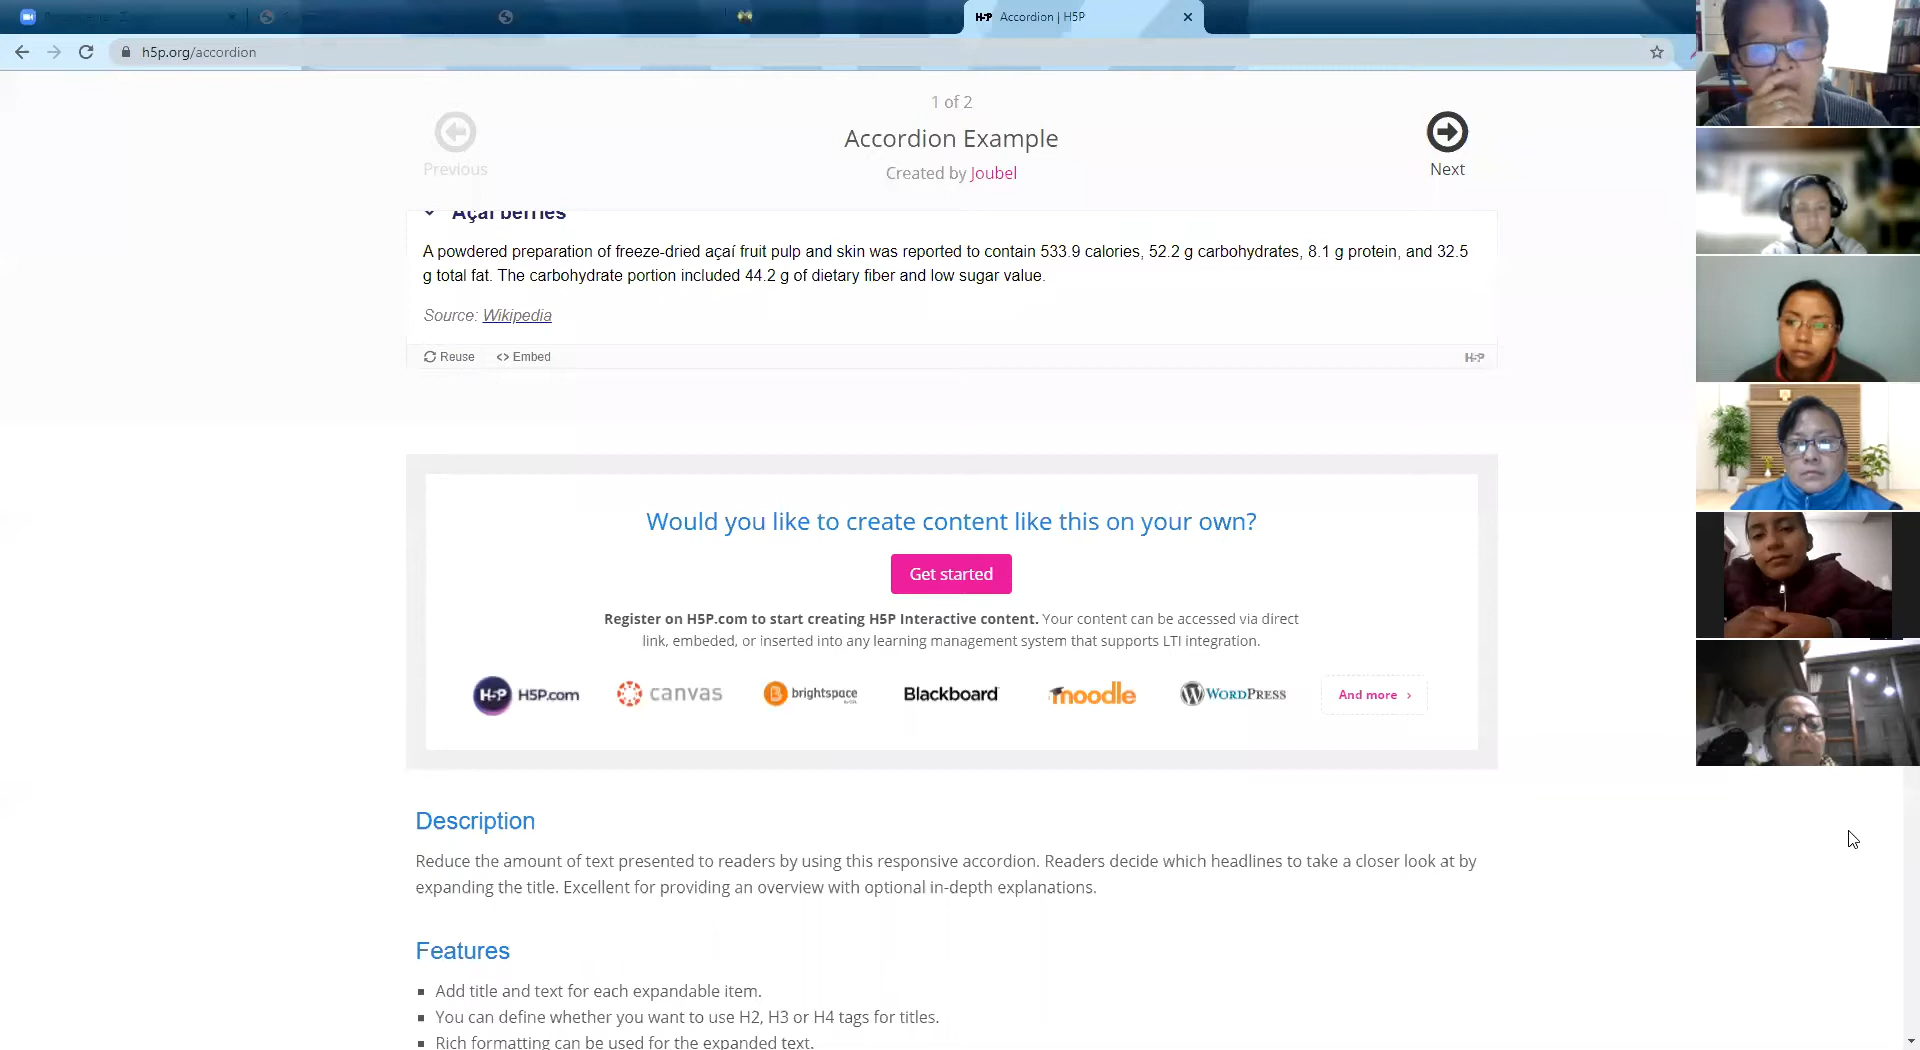 Accordion | H5P
h5p.org/accordion
1 of 2
Previous
Accordion Example
Next
Created by Joubel
Açai berries
A powdered preparation of freeze-dried açaí fruit pulp and skin was reported to contain 533.9 calories, 52.2 g carbohydrates, 8.1 g protein, and 32.5
g total fat. The carbohydrate portion included 44.2 g of dietary fiber and low sugar value.
Source: Wikipedia
Reuse <> Embed H5P
Would you like to create content like this on your own?
Get started
Register on H5P.com to start creating H5P Interactive content. Your content can be accessed via direct
link, embeded, or inserted into any learning management system that supports LTI integration.
H5P H5P.com canvas brightspace Blackboard moodle WORDPRESS And more ›
Description
Reduce the amount of text presented to readers by using this responsive accordion. Readers decide which headlines to take a closer look at by
expanding the title. Excellent for providing an overview with optional in-depth explanations.
Features
Add title and text for each expandable item.
You can define whether you want to use H2, H3 or H4 tags for titles.
Rich formatting can be used for the expanded text.